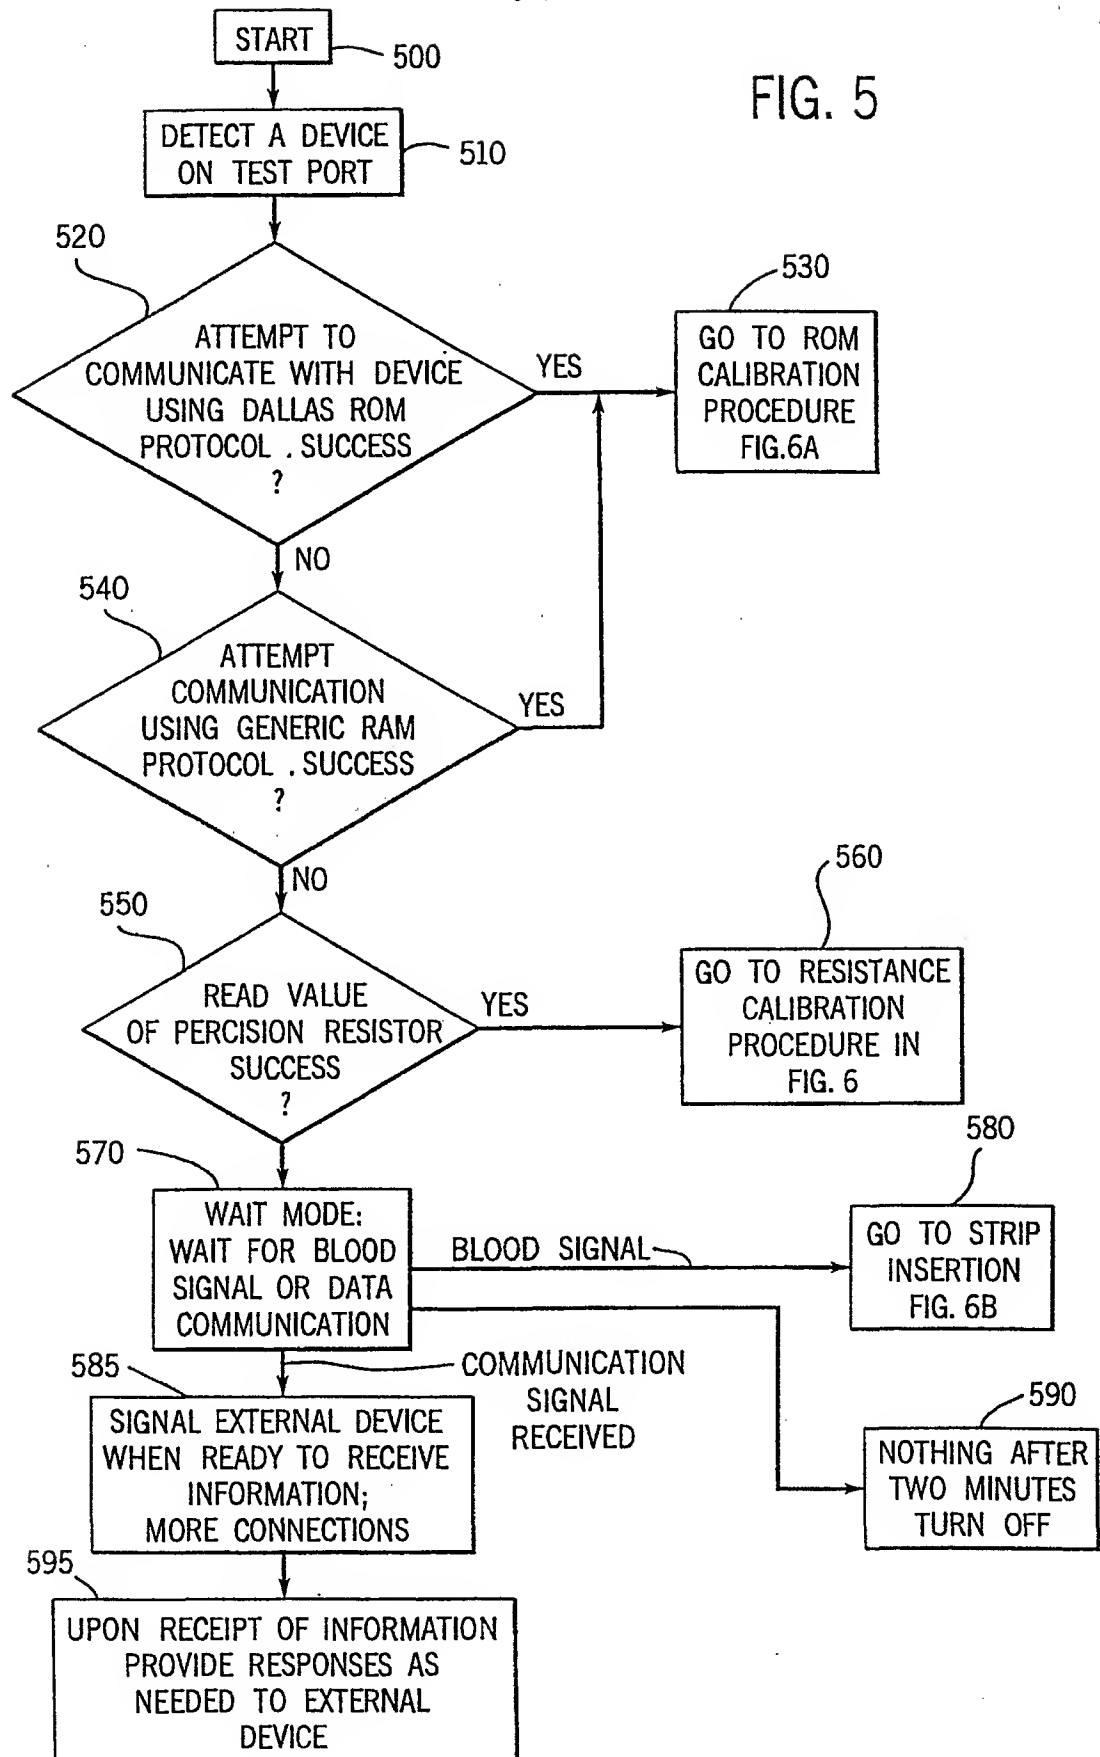 START
500
FIG. 5
DETECT A DEVICE
ON TEST PORT
510
520
ATTEMPT TO
COMMUNICATE WITH DEVICE
USING DALLAS ROM
PROTOCOL . SUCCESS
?
YES
530
GO TO ROM
CALIBRATION
PROCEDURE
FIG.6A
NO
540
ATTEMPT
COMMUNICATION
USING GENERIC RAM
PROTOCOL . SUCCESS
?
YES
NO
550
READ VALUE
OF PERCISION RESISTOR
SUCCESS
?
YES
560
GO TO RESISTANCE
CALIBRATION
PROCEDURE IN
FIG. 6
570
WAIT MODE:
WAIT FOR BLOOD
SIGNAL OR DATA
COMMUNICATION
BLOOD SIGNAL
580
GO TO STRIP
INSERTION
FIG. 6B
COMMUNICATION
SIGNAL
RECEIVED
590
NOTHING AFTER
TWO MINUTES
TURN OFF
585
SIGNAL EXTERNAL DEVICE
WHEN READY TO RECEIVE
INFORMATION;
MORE CONNECTIONS
595
UPON RECEIPT OF INFORMATION
PROVIDE RESPONSES AS
NEEDED TO EXTERNAL
DEVICE